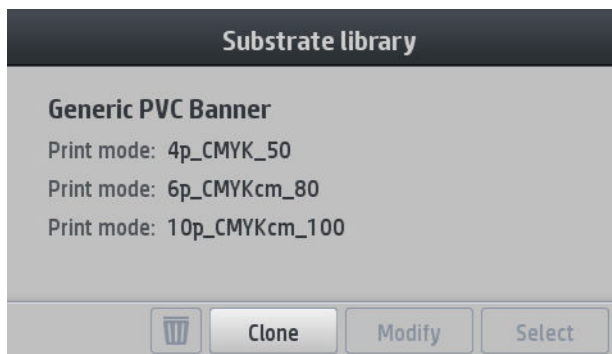 Substrate library
Generic PVC Banner
Print mode: 4p_CMYK_50
Print mode: 6p_CMYKcm_80
Print mode: 10p_CMYKcm_100
Clone Modify Select